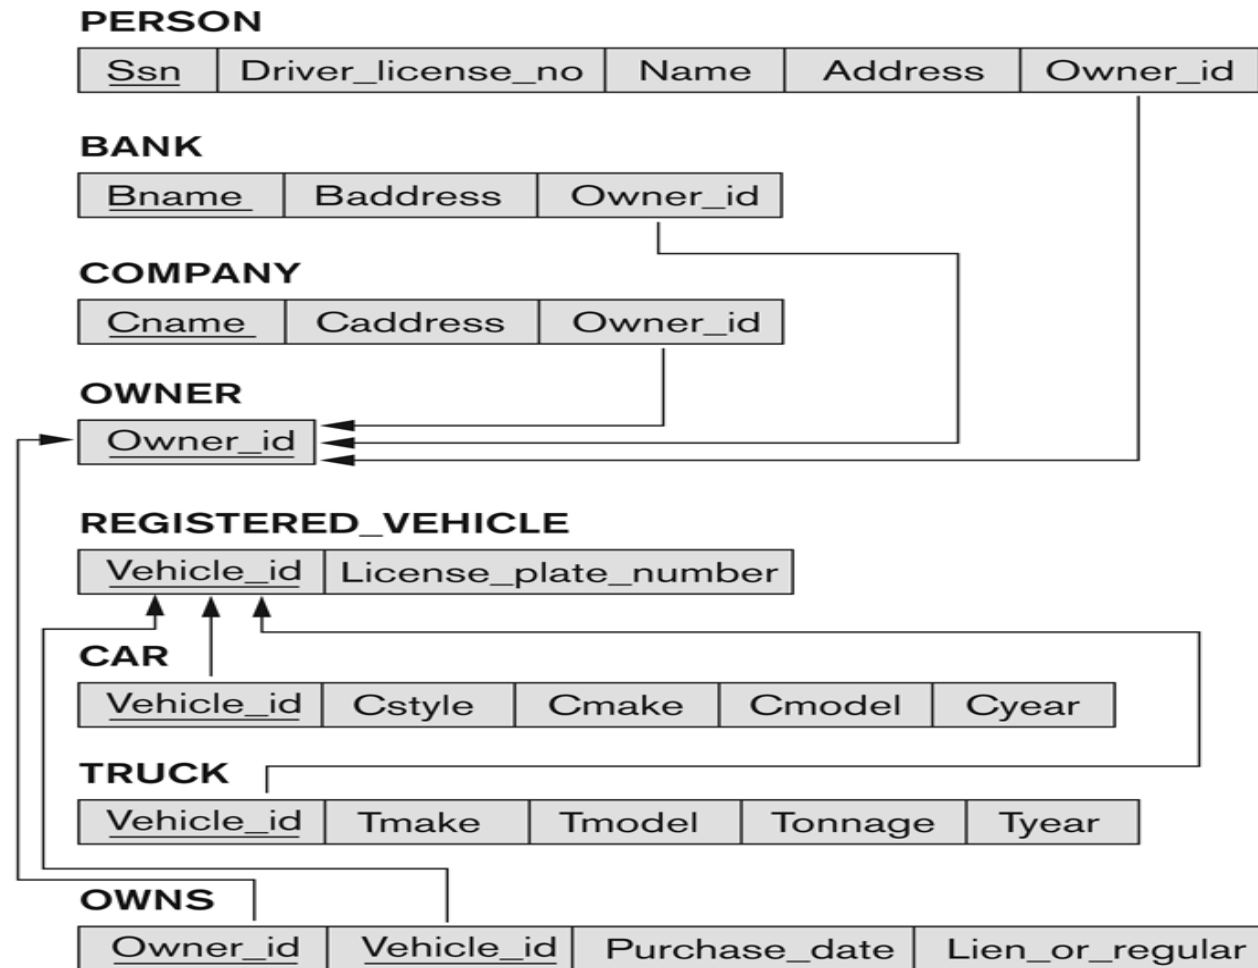 PERSON
Ssn Driver_license_no Name Address Owner_id
BANK
Bname Baddress Owner_id
COMPANY
Cname Caddress Owner_id
OWNER
Owner_id
REGISTERED_VEHICLE
Vehicle_id License_plate_number
CAR
Vehicle_id Cstyle Cmake Cmodel Cyear
TRUCK
Vehicle_id Tmake Tmodel Tonnage Tyear
OWNS
Owner_id Vehicle_id Purchase_date Lien_or_regular